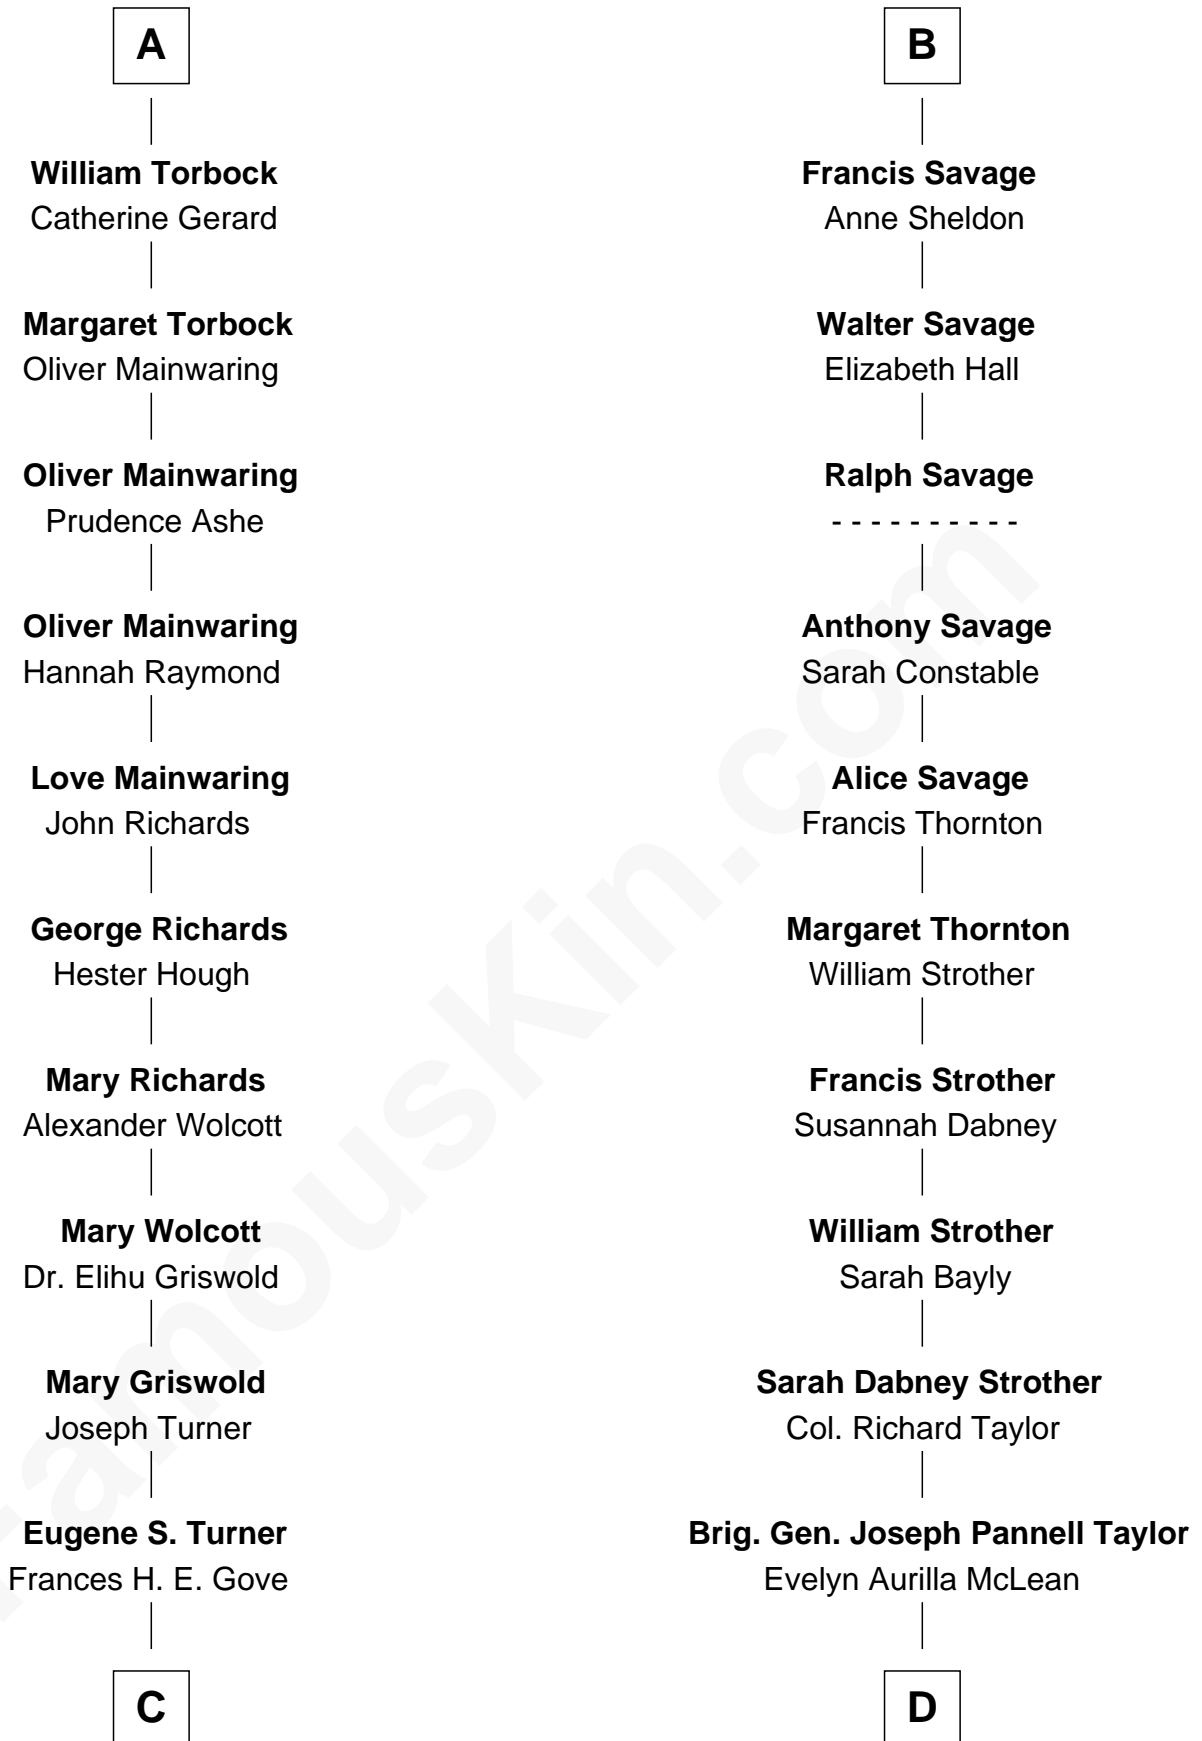 A
William Torbock
Catherine Gerard
Margaret Torbock
Oliver Mainwaring
Oliver Mainwaring
Prudence Ashe
Oliver Mainwaring
Hannah Raymond
Love Mainwaring
John Richards
George Richards
Hester Hough
Mary Richards
Alexander Wolcott
Mary Wolcott
Dr. Elihu Griswold
Mary Griswold
Joseph Turner
Eugene S. Turner
Frances H. E. Gove
C
B
Francis Savage
Anne Sheldon
Walter Savage
Elizabeth Hall
Ralph Savage
- - - - - - - - - -
Anthony Savage
Sarah Constable
Alice Savage
Francis Thornton
Margaret Thornton
William Strother
Francis Strother
Susannah Dabney
William Strother
Sarah Bayly
Sarah Dabney Strother
Col. Richard Taylor
Brig. Gen. Joseph Pannell Taylor
Evelyn Aurilla McLean
D
FamousKin.com